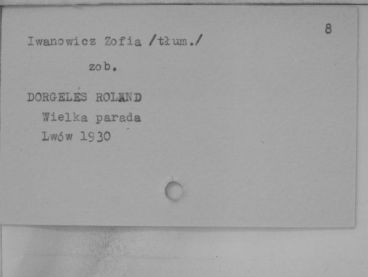 8
Iwanowicz Zofia /tłum./
zob.
DORGELÈS ROLAND
Wielka parada
Lwów 1930